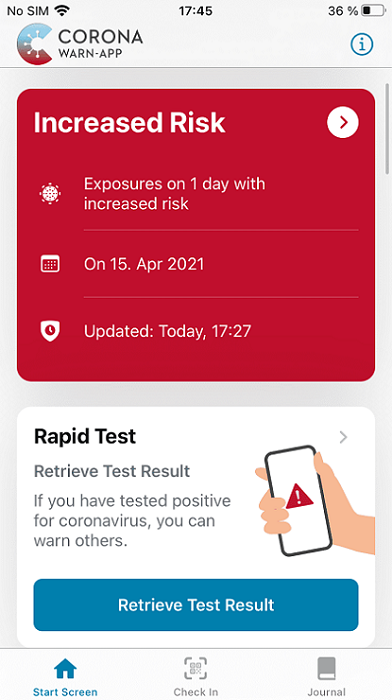 No SIM 17:45 36 %
CORONA
WARN-APP
Increased Risk
Exposures on 1 day with
increased risk
On 15. Apr 2021
Updated: Today, 17:27
Rapid Test
Retrieve Test Result
If you have tested positive
for coronavirus, you can
warn others.
Retrieve Test Result
Start Screen Check In Journal